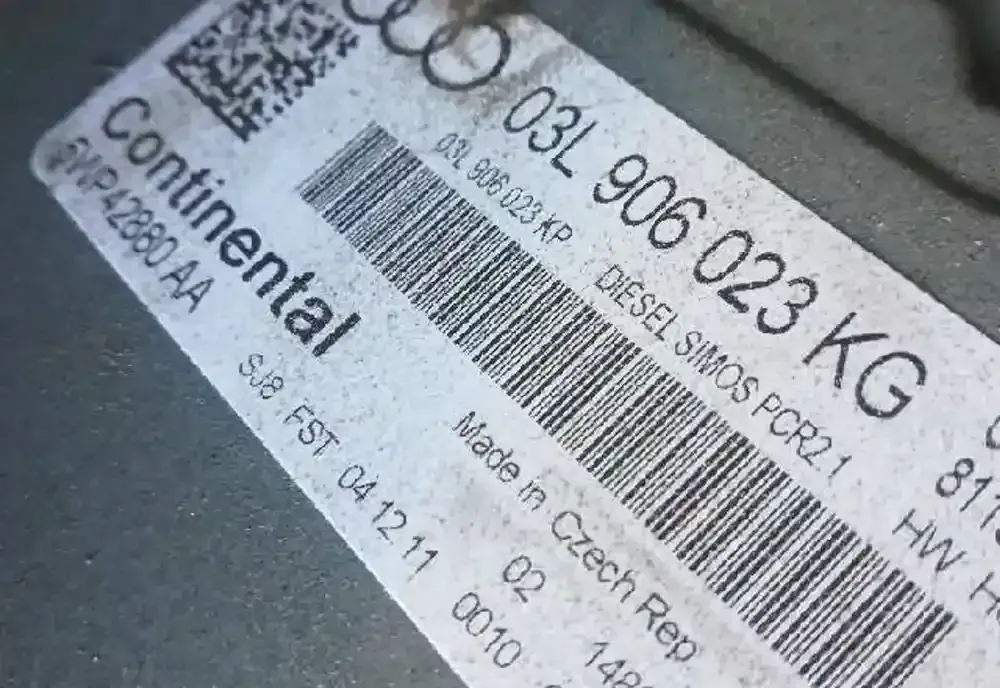 03L 906 023 KG
03L 906 023 KP
DIESEL SIMOS PCR2.1
Continental
5WP42880 AA
SJ8 FST 04 12 11
Made in Czech Rep
02
0010
HW